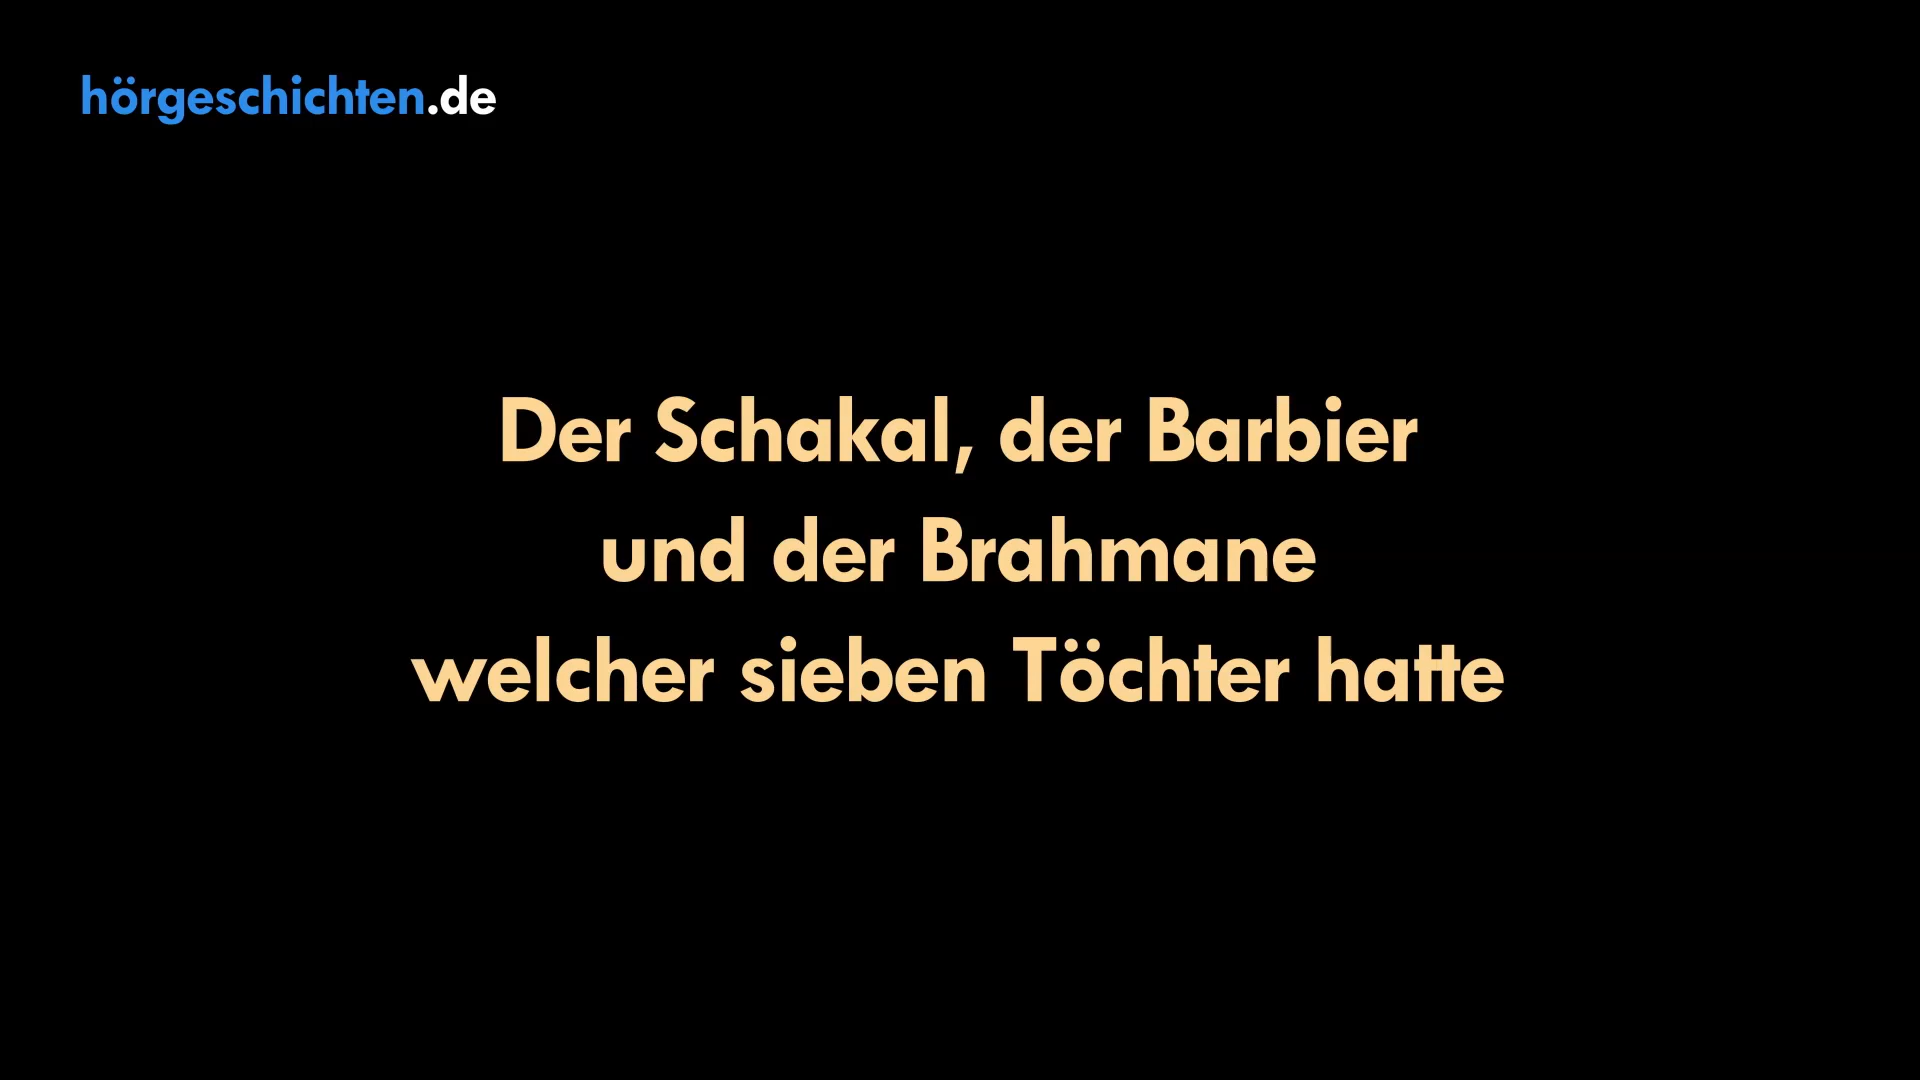 hörgeschichten.de
Der Schakal, der Barbier
und der Brahmane
welcher sieben Töchter hatte